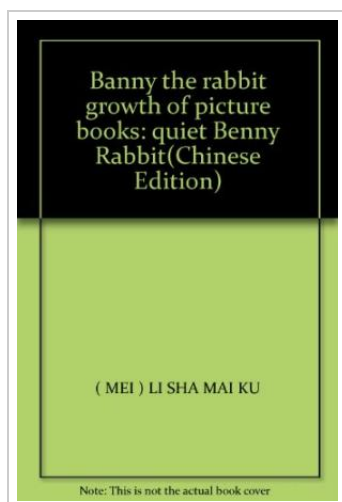 Banny the rabbit
growth of picture
books: quiet Benny
Rabbit(Chinese
Edition)
( MEI ) LI SHA MAI KU
Note: This is not the actual book cover